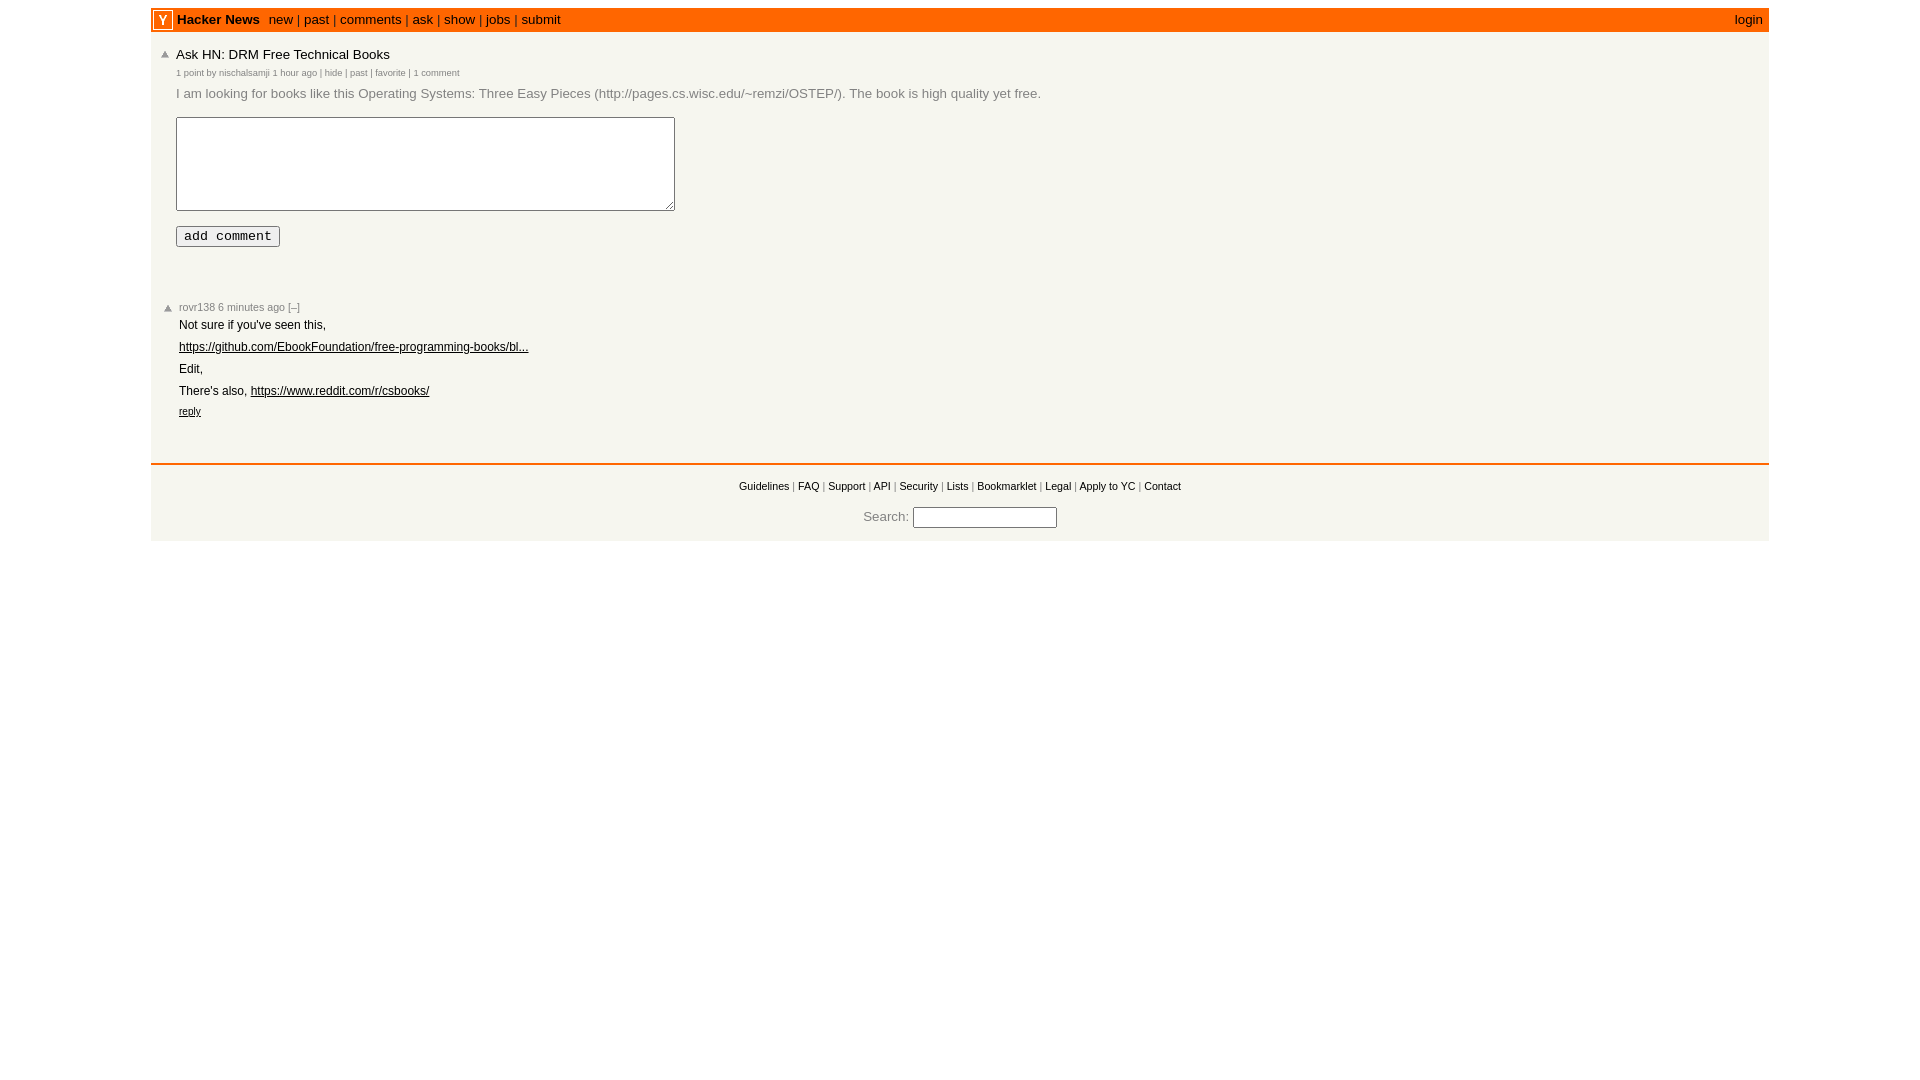 Y Hacker News new | past | comments | ask | show | jobs | submit login
Ask HN: DRM Free Technical Books
1 point by nischalsamji 1 hour ago | hide | past | favorite | 1 comment
I am looking for books like this Operating Systems: Three Easy Pieces (http://pages.cs.wisc.edu/~remzi/OSTEP/). The book is high quality yet free.
add comment
rovr138 6 minutes ago [–]
Not sure if you've seen this,
https://github.com/EbookFoundation/free-programming-books/bl...
Edit,
There's also, https://www.reddit.com/r/csbooks/
reply
Guidelines | FAQ | Support | API | Security | Lists | Bookmarklet | Legal | Apply to YC | Contact
Search: